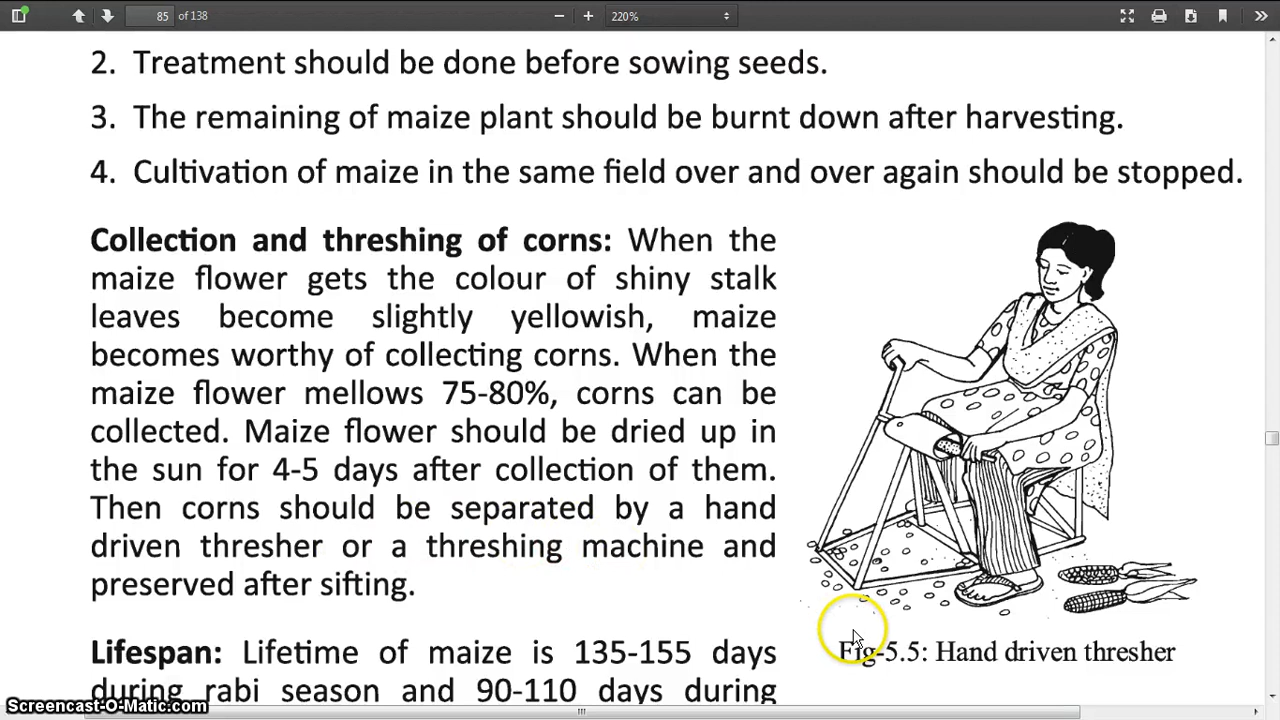 85 of 138
220%
2. Treatment should be done before sowing seeds.
3. The remaining of maize plant should be burnt down after harvesting.
4. Cultivation of maize in the same field over and over again should be stopped.
Collection and threshing of corns: When the
maize flower gets the colour of shiny stalk
leaves become slightly yellowish, maize
becomes worthy of collecting corns. When the
maize flower mellows 75-80%, corns can be
collected. Maize flower should be dried up in
the sun for 4-5 days after collection of them.
Then corns should be separated by a hand
driven thresher or a threshing machine and
preserved after sifting.
Fig-5.5: Hand driven thresher
Lifespan: Lifetime of maize is 135-155 days
during rabi season and 90-110 days during
Screencast-O-Matic.com